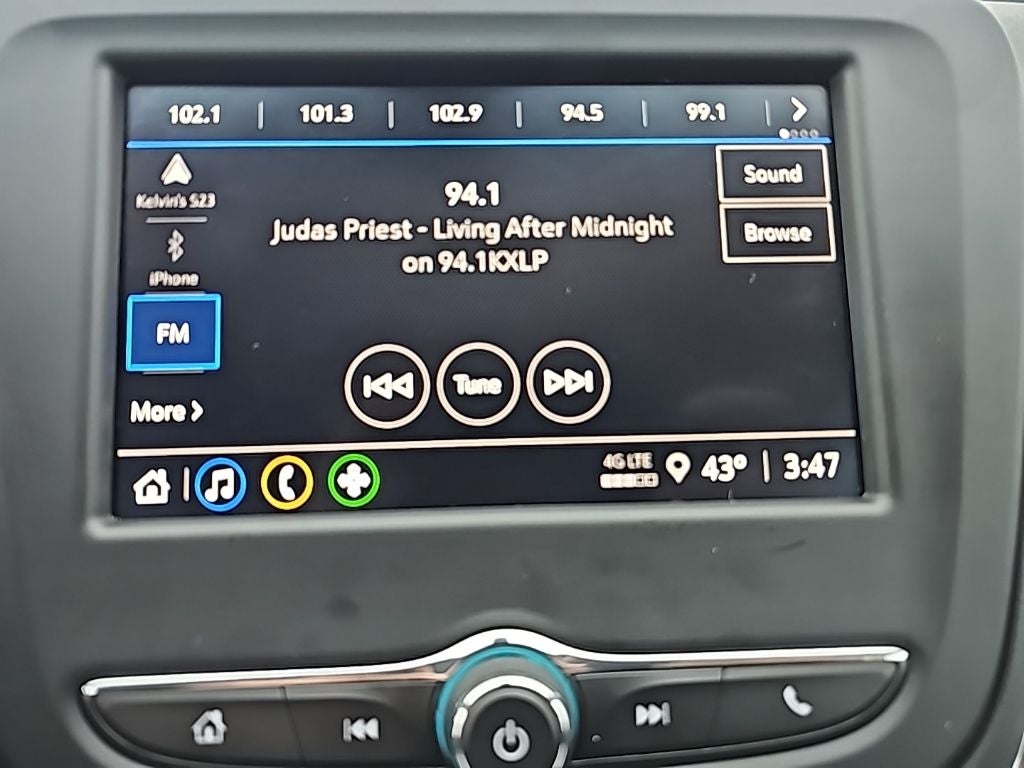 102.1 | 101.3 | 102.9 | 94.5 | 99.1
Kelvin's S23
Sound
94.1
Judas Priest - Living After Midnight
on 94.1KXLP
Browse
iPhone
FM
Tune
More
4G LTE
43° | 3:47